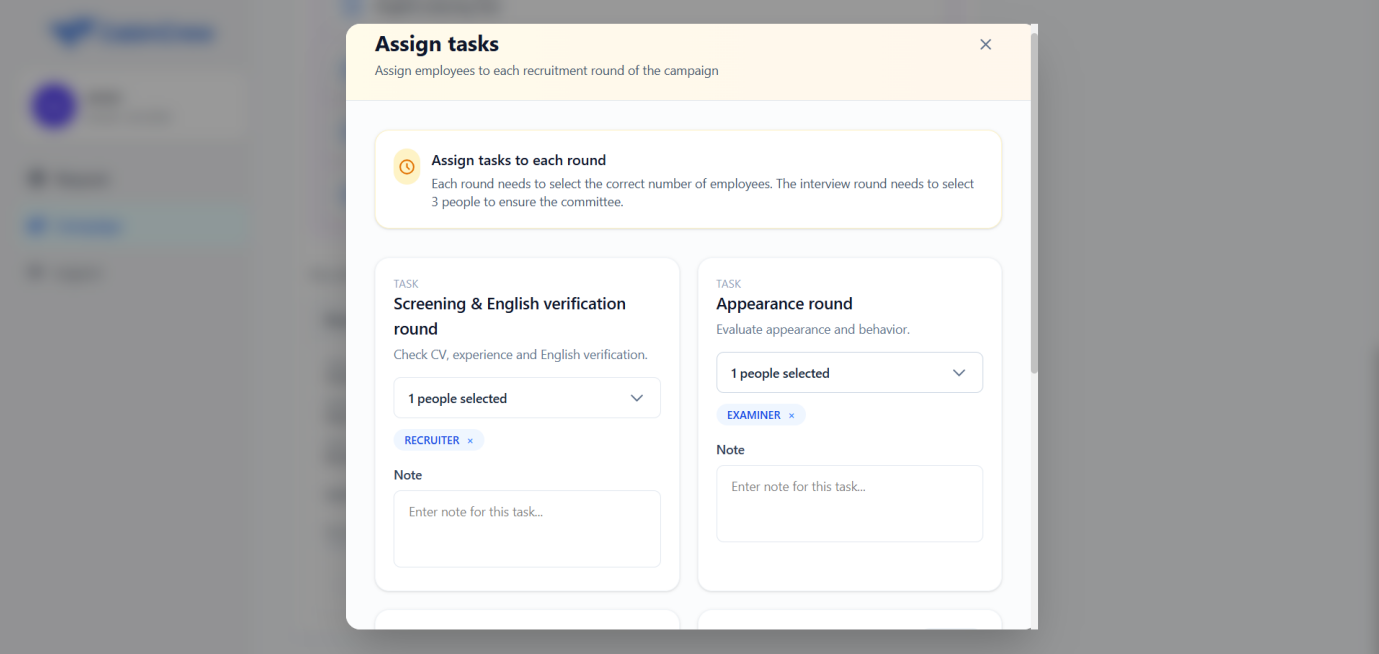 Assign tasks
Assign employees to each recruitment round of the campaign
Assign tasks to each round
Each round needs to select the correct number of employees. The interview round needs to select
3 people to ensure the committee.
TASK
Screening & English verification
round
Check CV, experience and English verification.
1 people selected
RECRUITER ×
Note
Enter note for this task...
TASK
Appearance round
Evaluate appearance and behavior.
1 people selected
EXAMINER ×
Note
Enter note for this task...